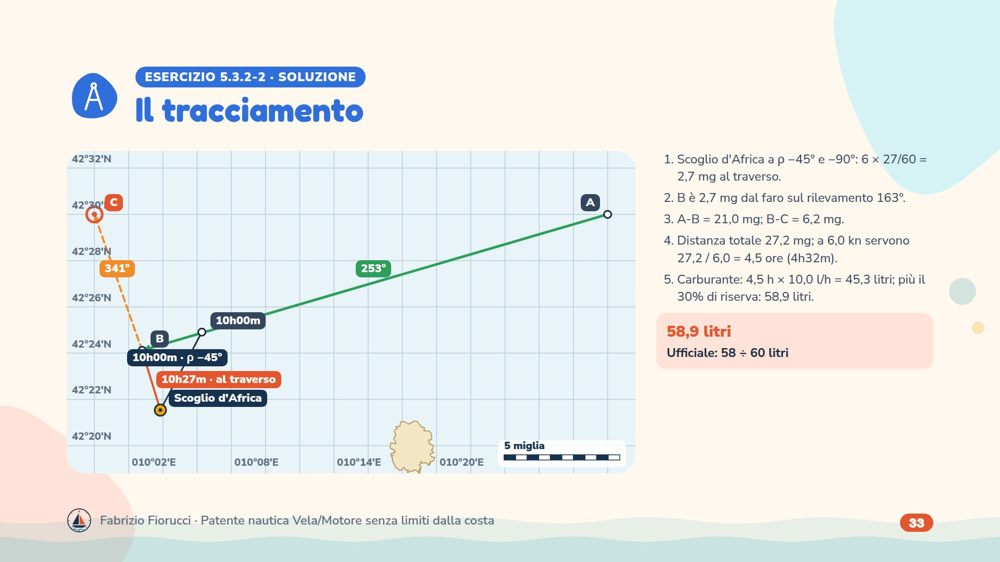 ESERCIZIO 5.3.2-2 · SOLUZIONE
Il tracciamento
42°32'N
42°30'
C
A
42°28'N
341°
253°
42°26'N
10h00m
B
42°24'N
10h00m · ρ −45°
10h27m · al traverso
42°22'N
Scoglio d'Africa
42°20'N
5 miglia
010°02'E
010°08'E
010°14'E
010°20'E
1. Scoglio d'Africa a ρ −45° e −90°: 6 × 27/60 =
2,7 mg al traverso.
2. B è 2,7 mg dal faro sul rilevamento 163°.
3. A-B = 21,0 mg; B-C = 6,2 mg.
4. Distanza totale 27,2 mg; a 6,0 kn servono
27,2 / 6,0 = 4,5 ore (4h32m).
5. Carburante: 4,5 h × 10,0 l/h = 45,3 litri; più il
30% di riserva: 58,9 litri.
58,9 litri
Ufficiale: 58 ÷ 60 litri
Fabrizio Fiorucci · Patente nautica Vela/Motore senza limiti dalla costa
33